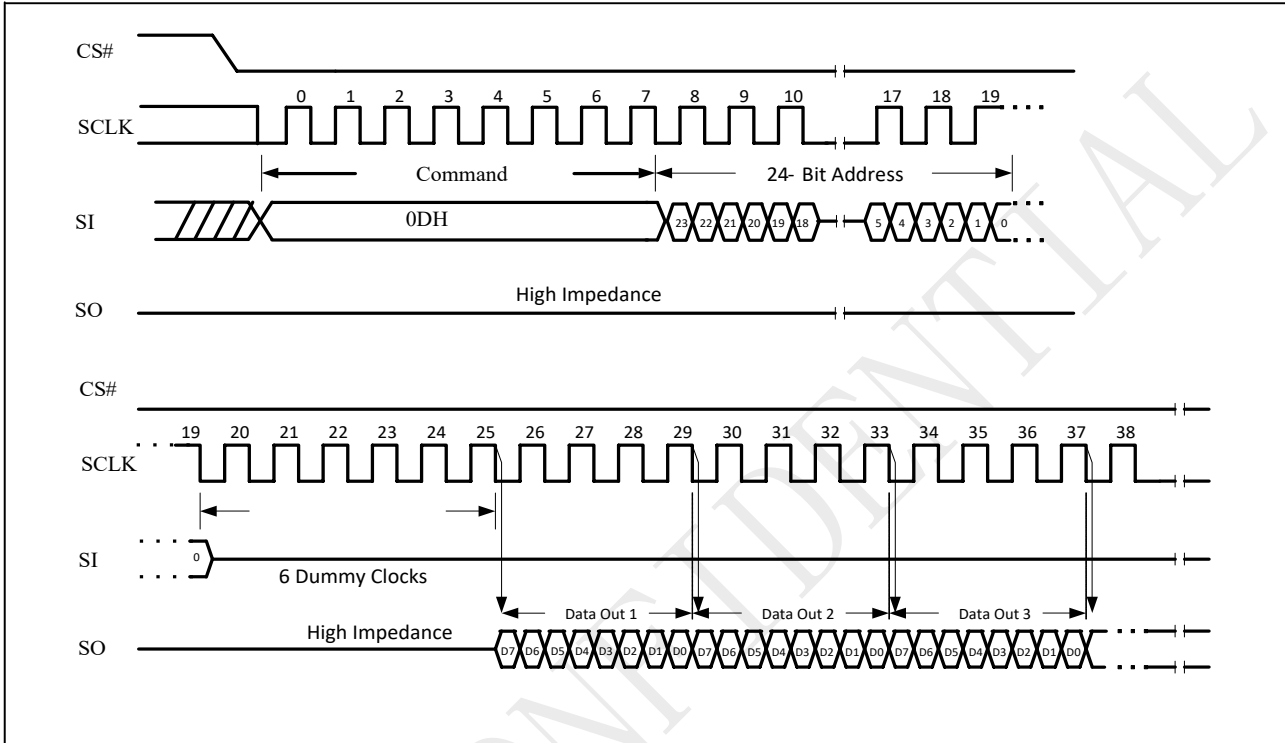 CS#
0 1 2 3 4 5 6 7 8 9 10 17 18 19
SCLK
Command 24- Bit Address
SI 0DH 23 22 21 20 19 18 5 4 3 2 1 0
High Impedance
SO
CS#
19 20 21 22 23 24 25 26 27 28 29 30 31 32 33 34 35 36 37 38
SCLK
SI 0
6 Dummy Clocks
Data Out 1 Data Out 2 Data Out 3
High Impedance
SO D7 D6 D5 D4 D3 D2 D1 D0 D7 D6 D5 D4 D3 D2 D1 D0 D7 D6 D5 D4 D3 D2 D1 D0
ONFIDENTIAL